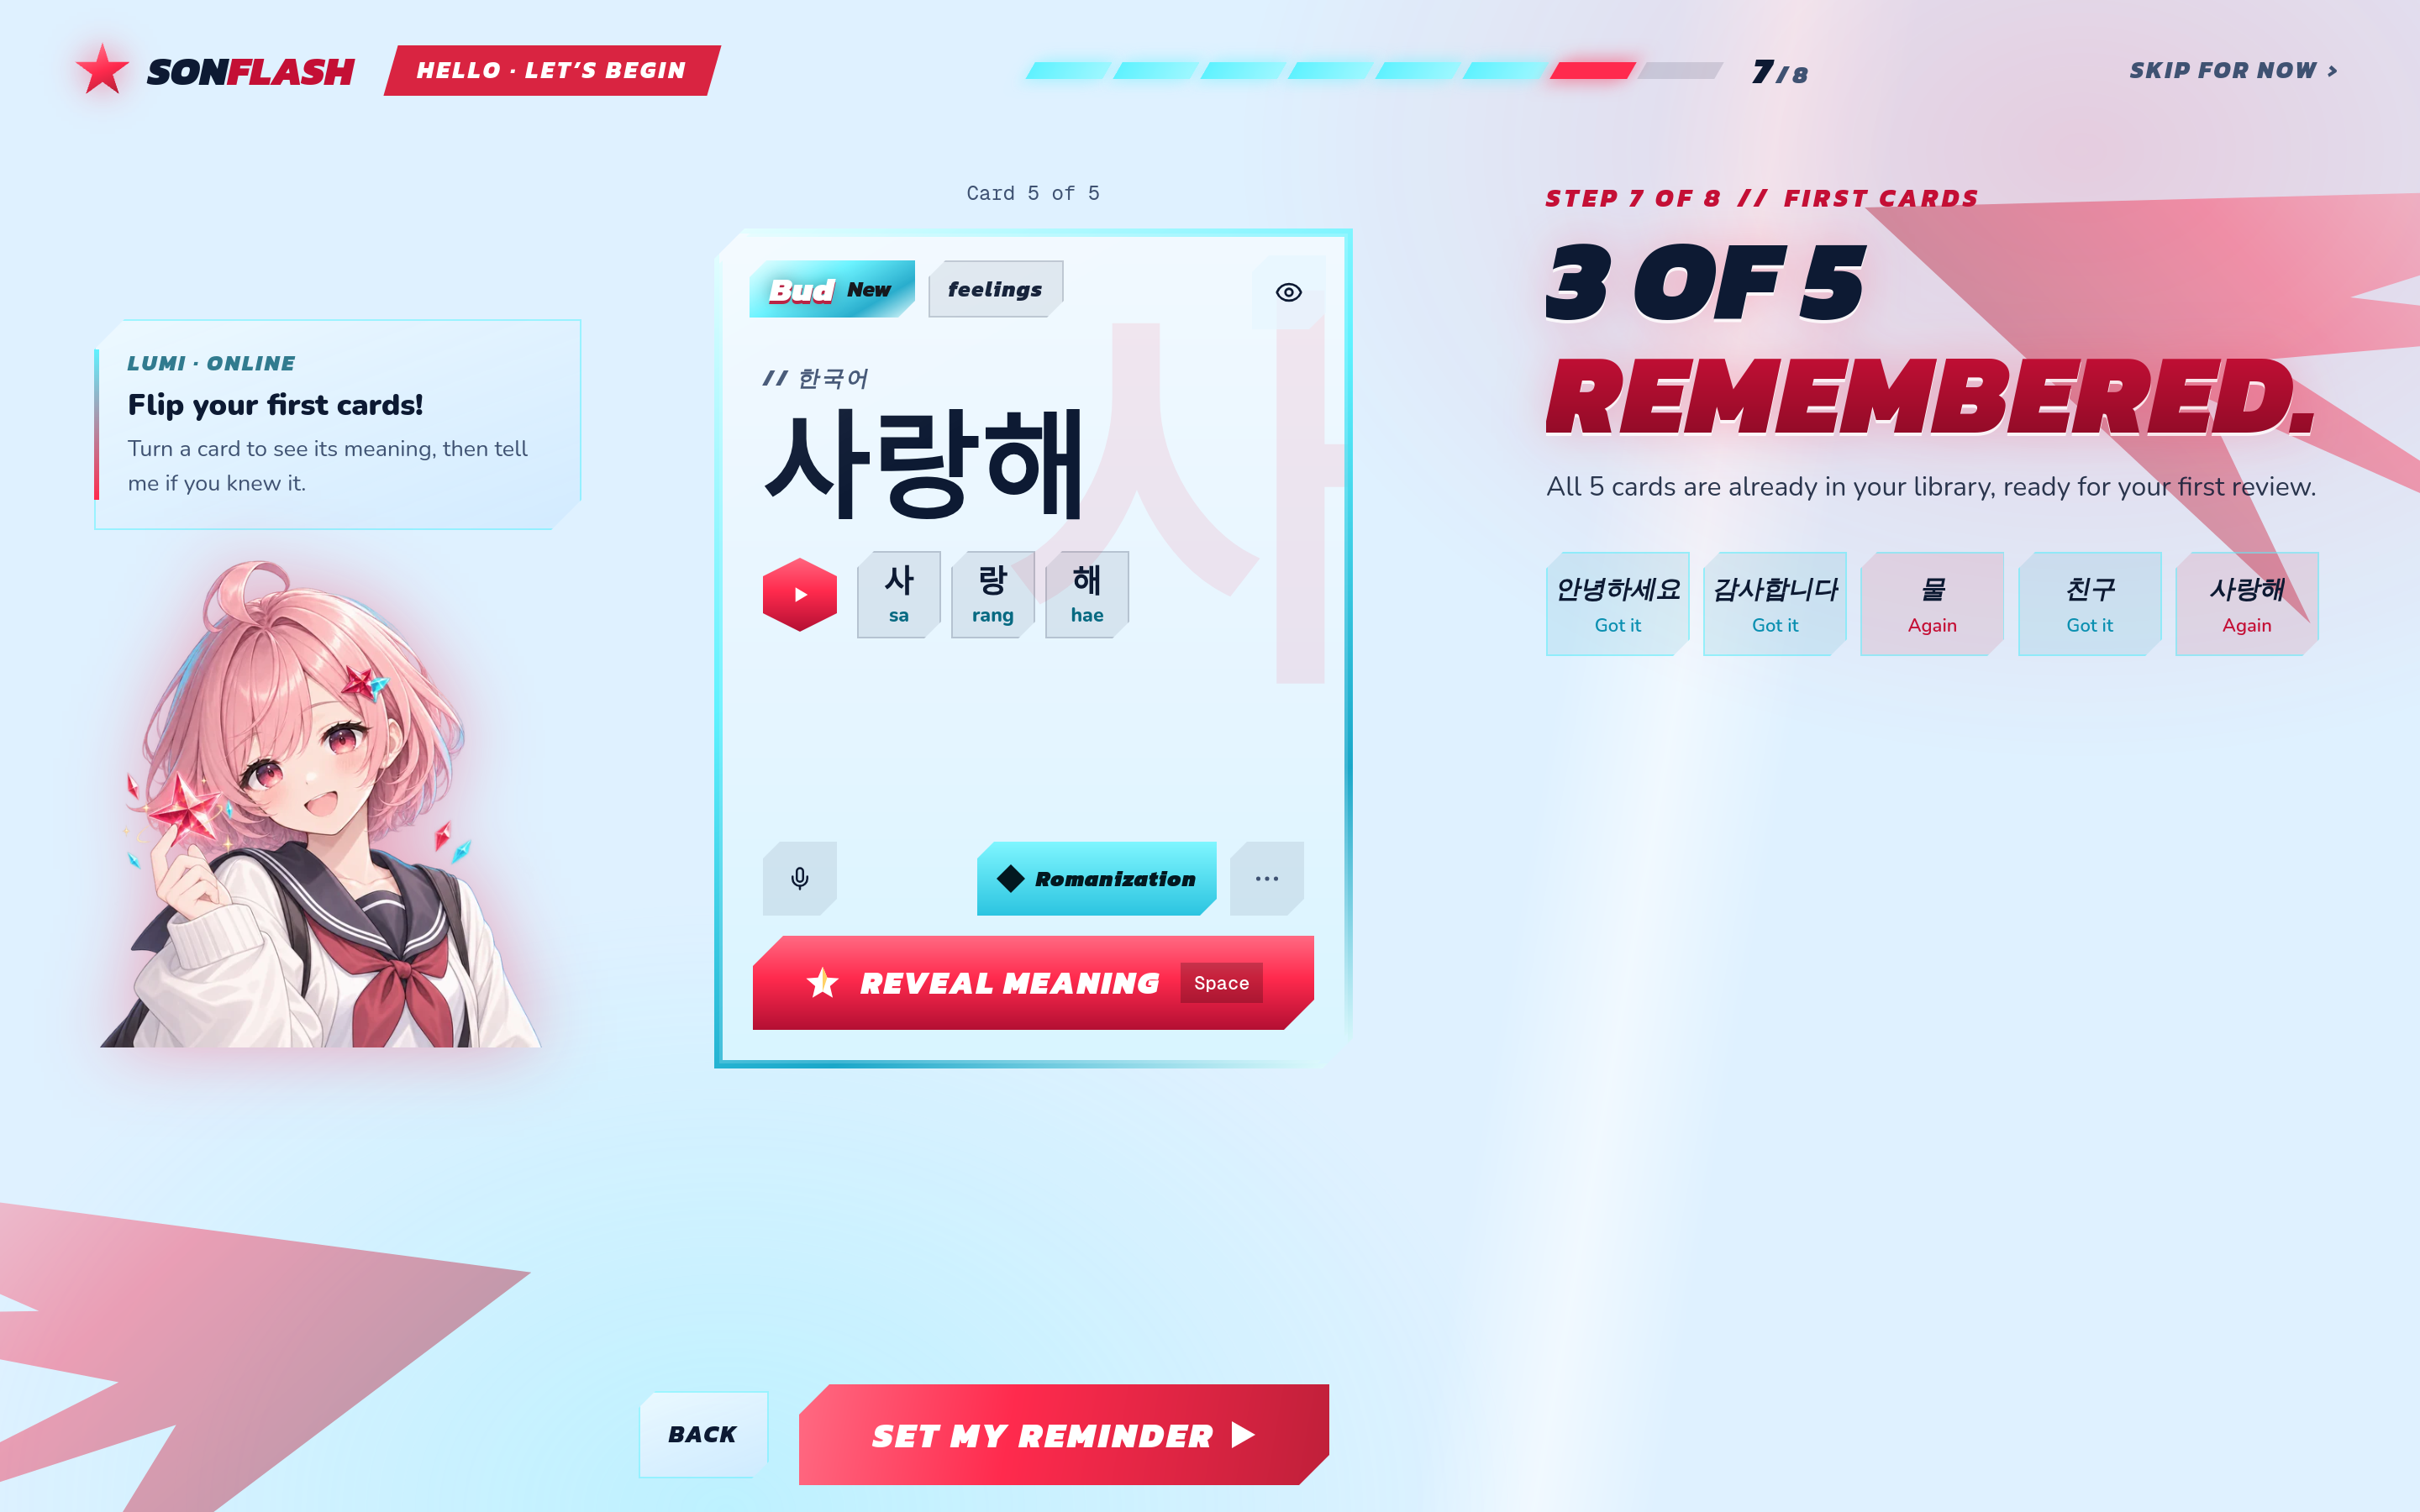 SONFLASH
HELLO · LET'S BEGIN
7 / 8
SKIP FOR NOW >
Card 5 of 5
Bud New
feelings
// 한국어
사랑해
사
사 랑 해
sa rang hae
Romanization
REVEAL MEANING Space
LUMI · ONLINE
Flip your first cards!
Turn a card to see its meaning, then tell
me if you knew it.
STEP 7 OF 8 // FIRST CARDS
3 OF 5
REMEMBERED.
All 5 cards are already in your library, ready for your first review.
안녕하세요 감사합니다 물 친구 사랑해
Got it Got it Again Got it Again
BACK
SET MY REMINDER